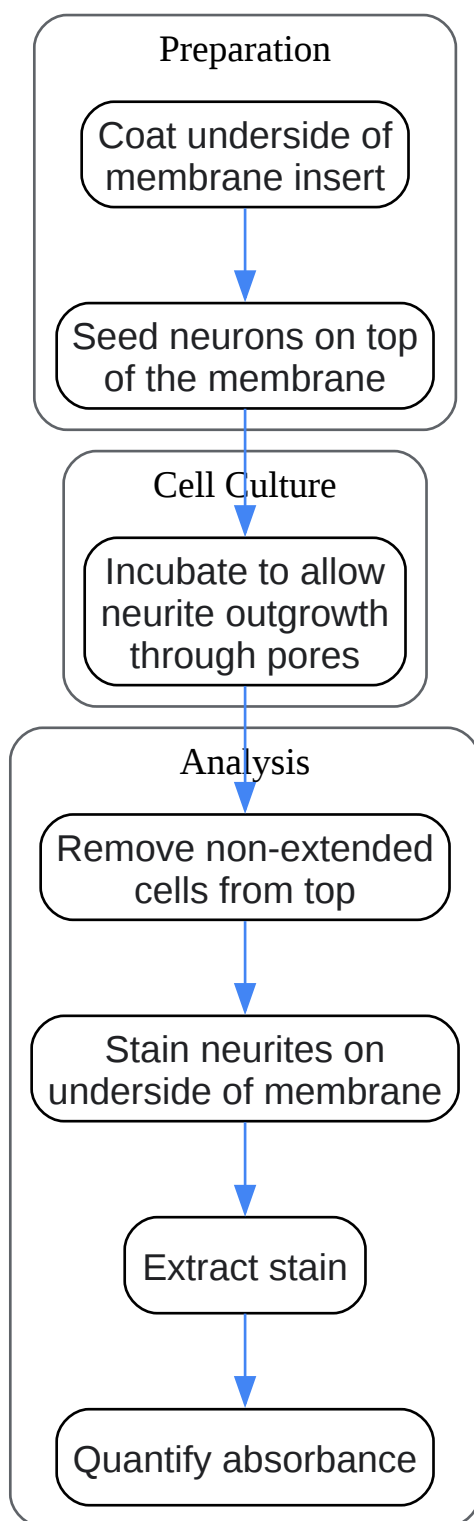 Preparation
Coat underside of
membrane insert
Seed neurons on top
of the membrane
Cell Culture
Incubate to allow
neurite outgrowth
through pores
Analysis
Remove non-extended
cells from top
Stain neurites on
underside of membrane
Extract stain
Quantify absorbance